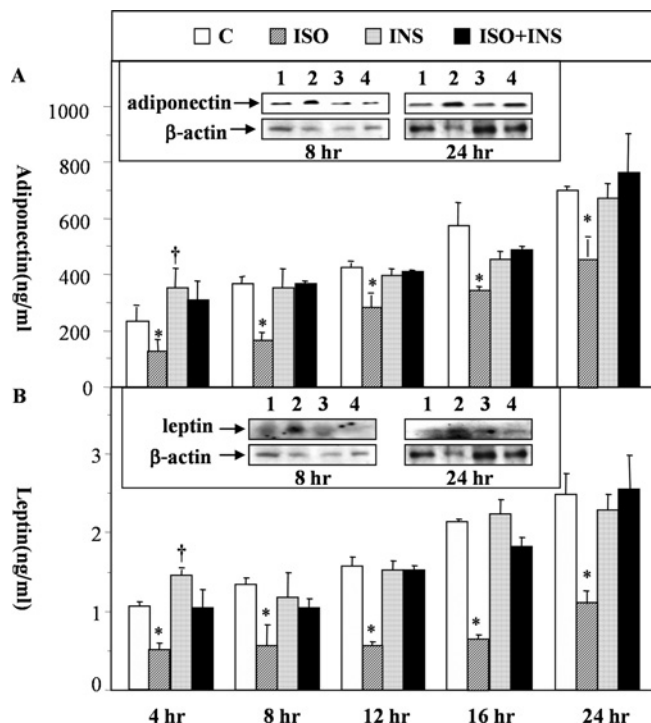 C ISO INS ISO+INS
A
1 2 3 4 1 2 3 4
adiponectin
β-actin
8 hr 24 hr
Adiponectin(ng/ml
1000
800
600
400
200
0
†
* * * * *
B
1 2 3 4 1 2 3 4
leptin
β-actin
8 hr 24 hr
Leptin(ng/ml)
3
2
1
0
†
* * * * *
4 hr 8 hr 12 hr 16 hr 24 hr